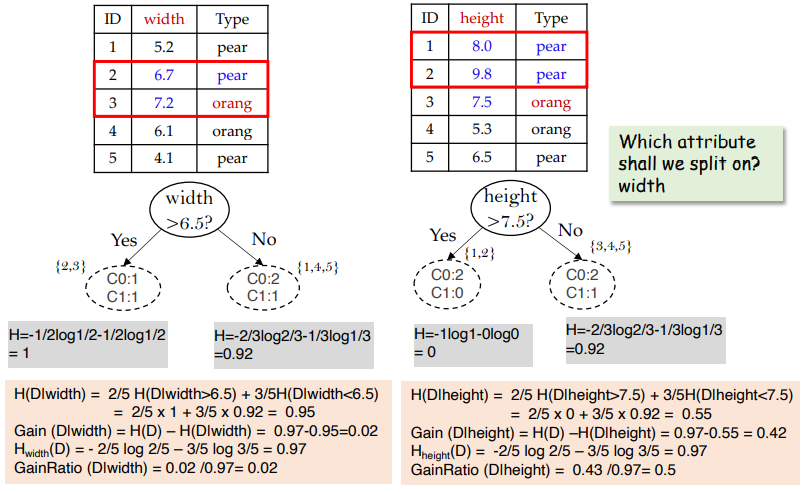 ID width Type
1 5.2 pear
2 6.7 pear
3 7.2 orang
4 6.1 orang
5 4.1 pear
width
>6.5?
Yes No
{2,3} {1,4,5}
C0:1 C0:2
C1:1 C1:1
H=-1/2log1/2-1/2log1/2
= 1
H=-2/3log2/3-1/3log1/3
=0.92
H(D|width) = 2/5 H(D|width>6.5) + 3/5H(D|width<6.5)
= 2/5 x 1 + 3/5 x 0.92 = 0.95
Gain (D|width) = H(D) – H(D|width) = 0.97-0.95=0.02
Hwidth(D) = - 2/5 log 2/5 – 3/5 log 3/5 = 0.97
GainRatio (D|width) = 0.02 /0.97= 0.02
ID height Type
1 8.0 pear
2 9.8 pear
3 7.5 orang
4 5.3 orang
5 6.5 pear
height
>7.5?
Yes No
{1,2} {3,4,5}
C0:2 C0:2
C1:0 C1:1
H=-1log1-0log0
= 0
H=-2/3log2/3-1/3log1/3
=0.92
H(D|height) = 2/5 H(D|height>7.5) + 3/5H(D|height<7.5)
= 2/5 x 0 + 3/5 x 0.92 = 0.55
Gain (D|height) = H(D) –H(D|height) = 0.97-0.55 = 0.42
Hheight(D) = -2/5 log 2/5 – 3/5 log 3/5 = 0.97
GainRatio (D|height) = 0.43 /0.97= 0.5
Which attribute
shall we split on?
width